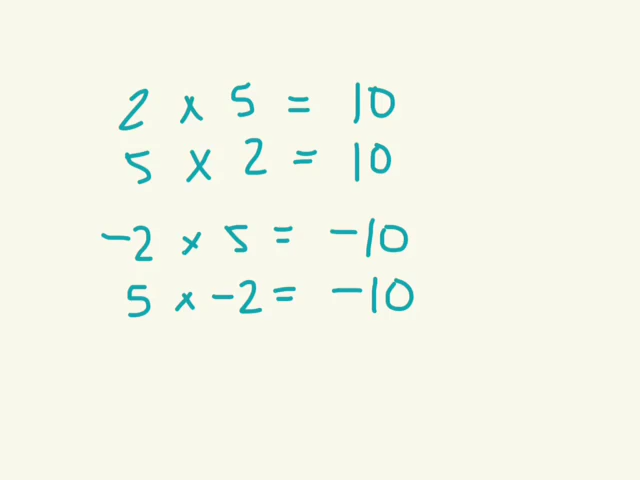 2 x 5 = 10
5 x 2 = 10
-2 x 5 = -10
5 x -2 = -10